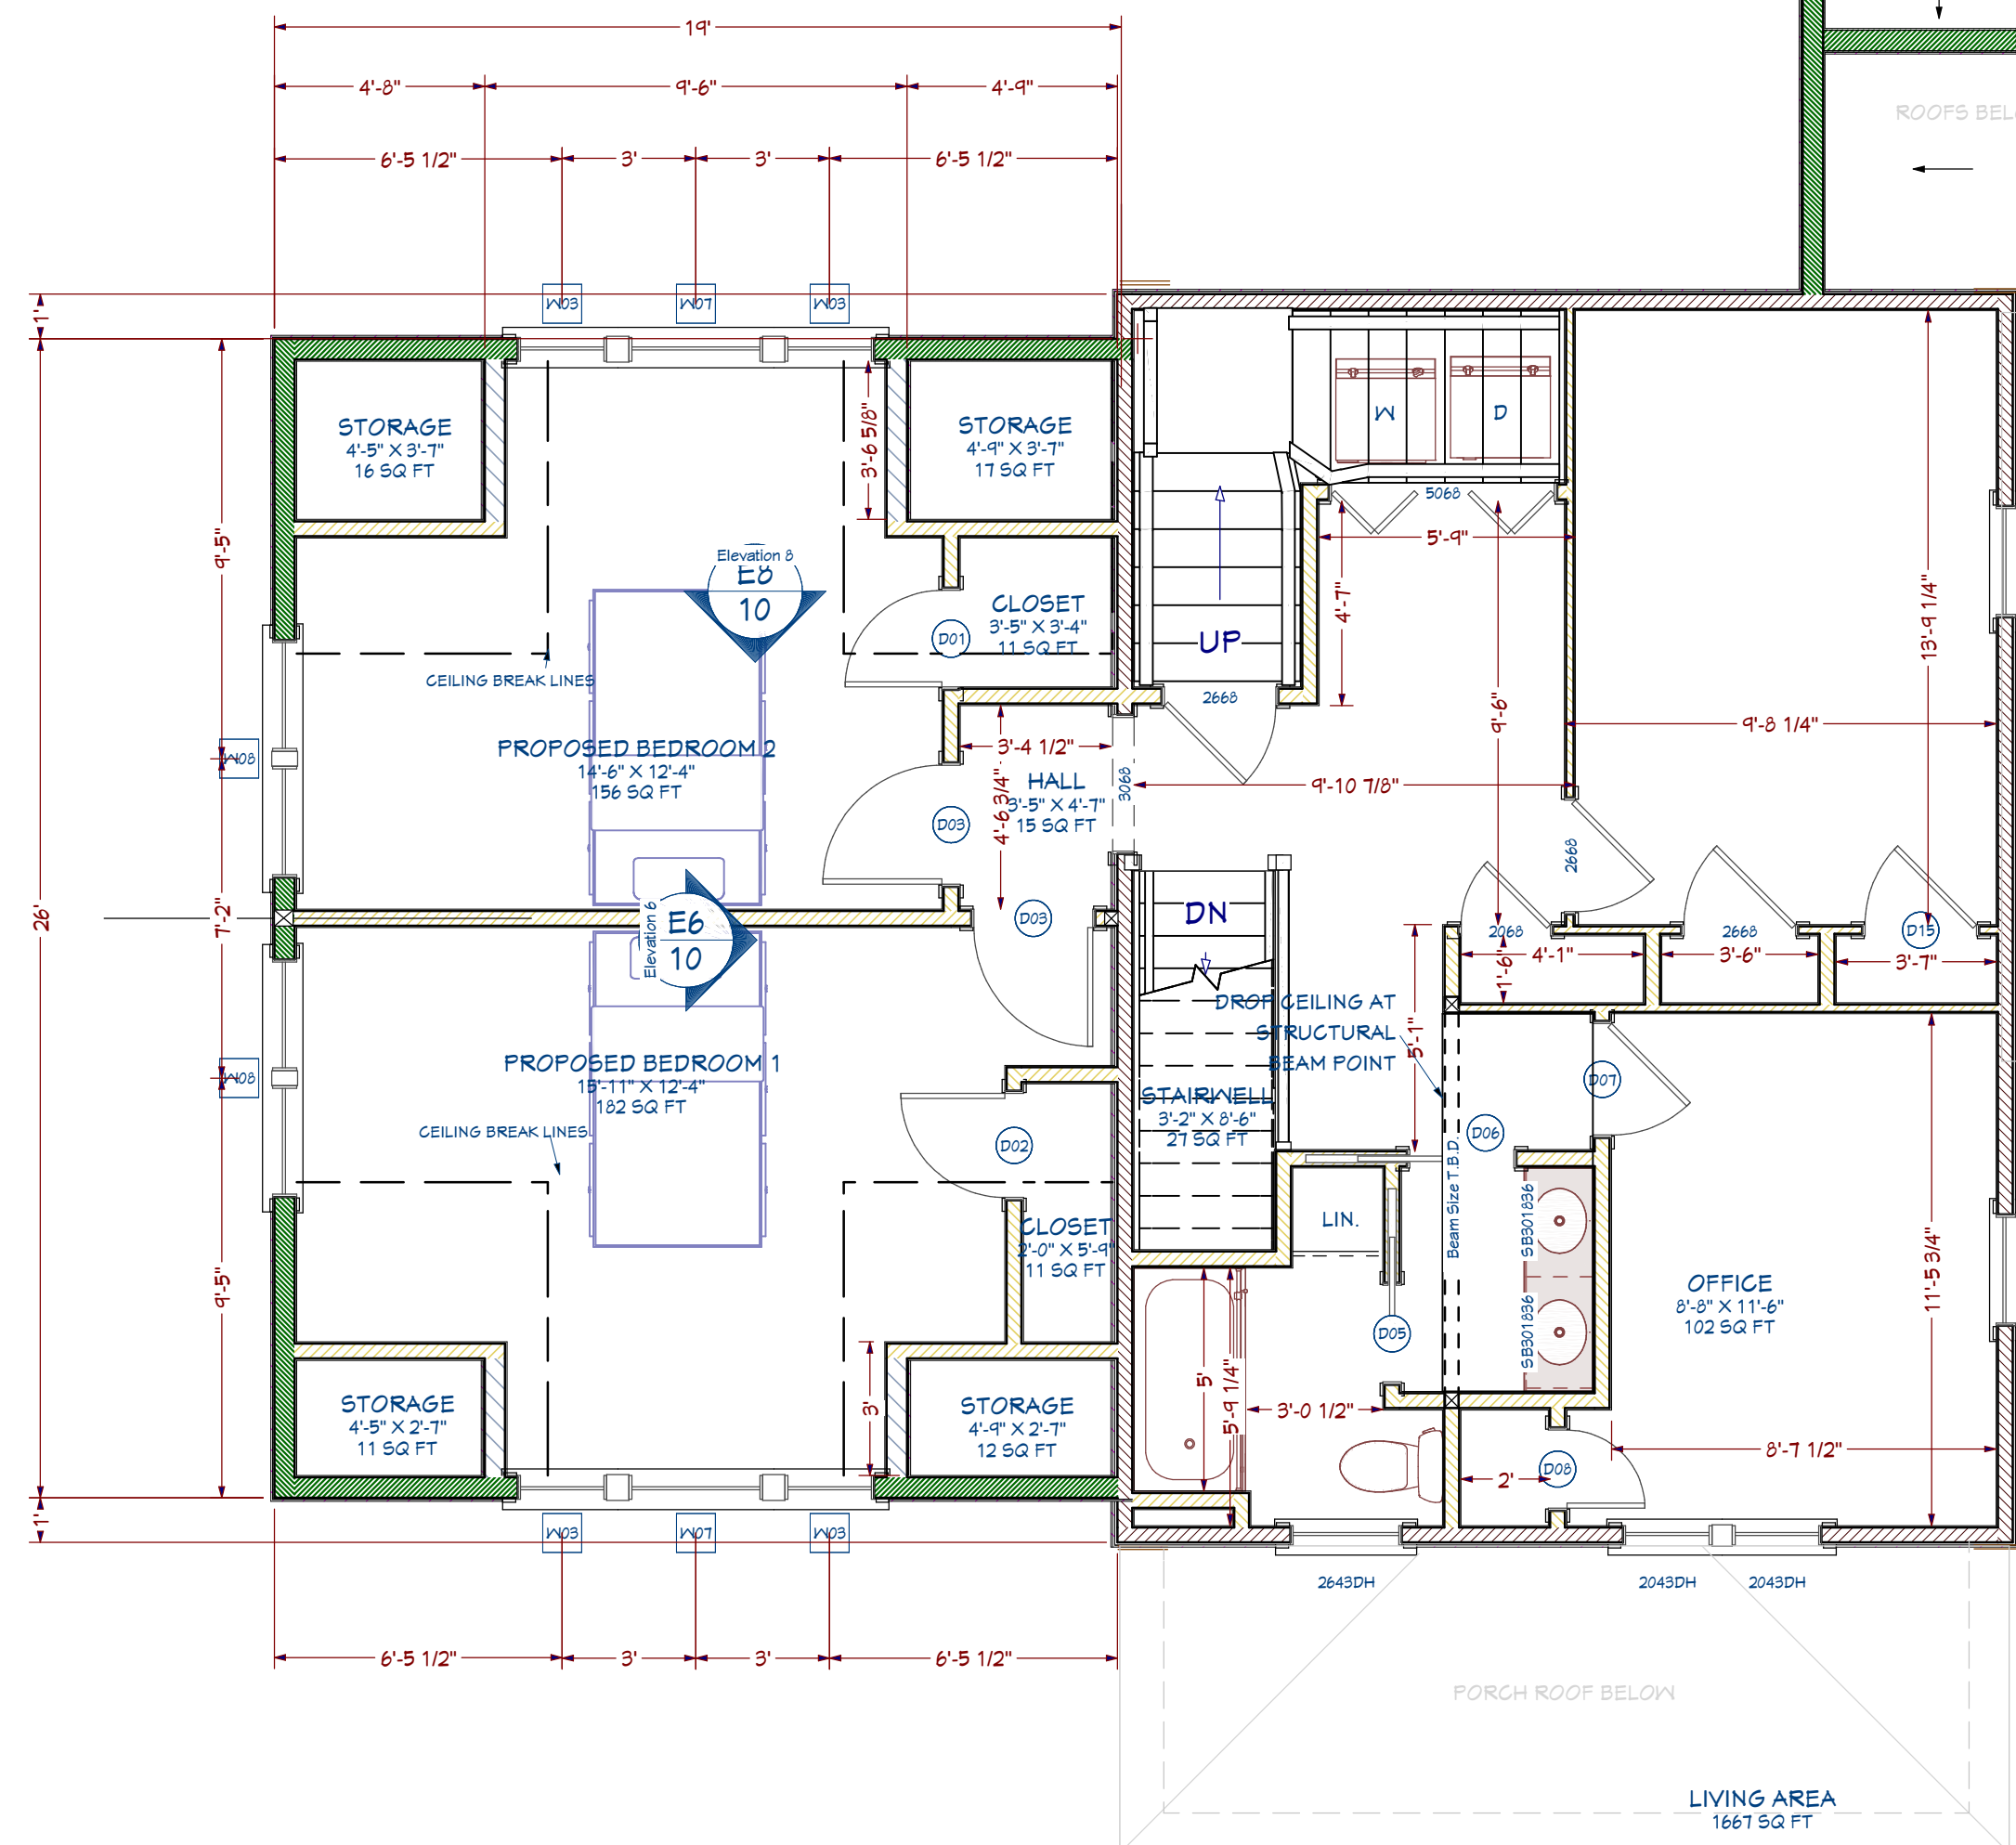 19'
4'-8"
9'-6"
4'-9"
ROOFS BEL
6'-5 1/2"
3'
3'
6'-5 1/2"
W03
W07
W03
1'
STORAGE
4'-5" X 3'-7"
16 SQ FT
3'-6 5/8"
STORAGE
4'-9" X 3'-7"
17 SQ FT
W
D
5068
9'-5"
5'-9"
Elevation 8
E8
10
CLOSET
3'-5" X 3'-4"
11 SQ FT
D01
4'-7"
13'-9 1/4"
UP
CEILING BREAK LINES
2668
9'-6"
9'-8 1/4"
PROPOSED BEDROOM 2
14'-6" X 12'-4"
156 SQ FT
W08
3'-4 1/2"
HALL
3'-5" X 4'-7"
15 SQ FT
4'-6 3/4"
3068
9'-10 7/8"
D03
2668
26'
7'-2"
Elevation 6
E6
10
D03
DN
2068
2668
D15
4'-1"
3'-6"
3'-7"
1'-6"
DROP CEILING AT
STRUCTURAL
BEAM POINT
5'-1"
PROPOSED BEDROOM 1
15'-11" X 12'-4"
182 SQ FT
W08
D07
STAIRWELL
3'-2" X 8'-6"
27 SQ FT
CEILING BREAK LINES
D02
D06
Beam Size T.B.D.
SB301836
SB301836
LIN.
CLOSET
2'-0" X 5'-9"
11 SQ FT
9'-5"
OFFICE
8'-8" X 11'-6"
102 SQ FT
11'-5 3/4"
D05
STORAGE
4'-5" X 2'-7"
11 SQ FT
3'
STORAGE
4'-9" X 2'-7"
12 SQ FT
5'
5'-9 1/4"
3'-0 1/2"
8'-7 1/2"
2'
D08
1'
W03
W07
W03
2643DH
2043DH
2043DH
6'-5 1/2"
3'
3'
6'-5 1/2"
PORCH ROOF BELOW
LIVING AREA
1667 SQ FT